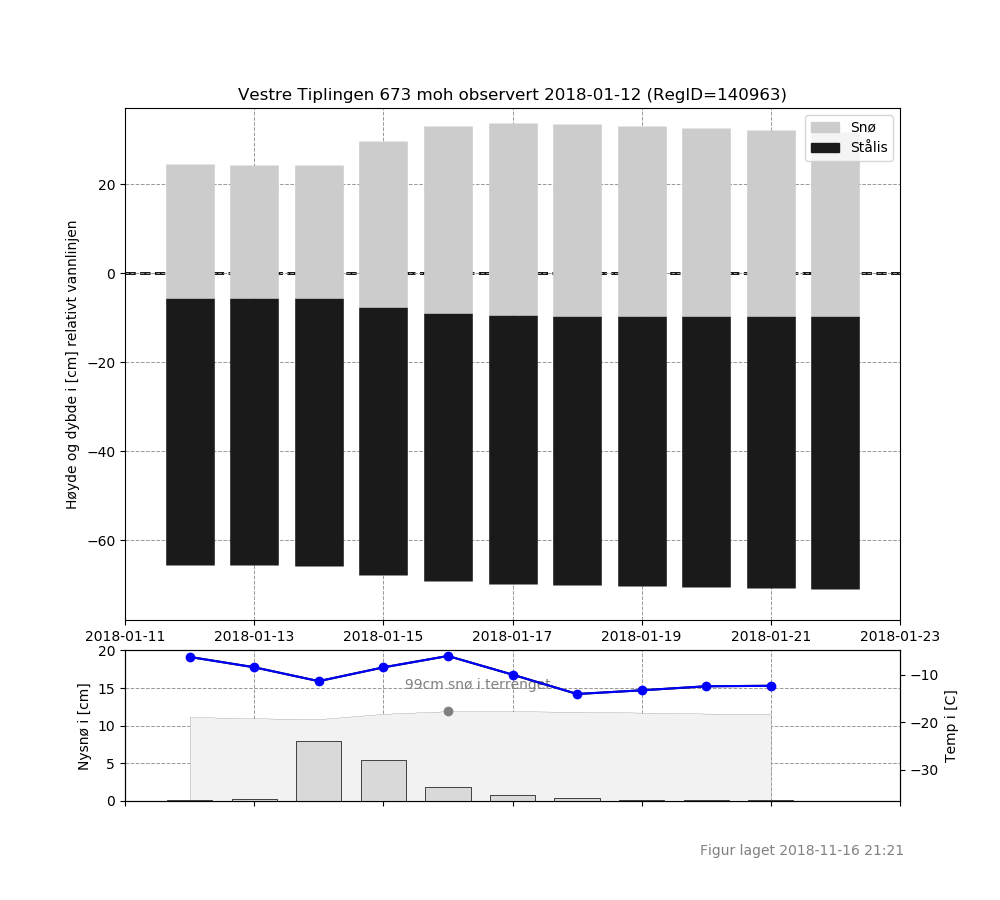 Vestre Tiplingen 673 moh observert 2018-01-12 (RegID=140963)
Snø
Stålis
Høyde og dybde i [cm] relativt vannlinjen
20
0
−20
−40
−60
2018-01-11
2018-01-13
2018-01-15
2018-01-17
2018-01-19
2018-01-21
2018-01-23
Nysnø i [cm]
20
15
10
5
0
99cm snø i terrenget
−10
−20
−30
Temp i [C]
Figur laget 2018-11-16 21:21